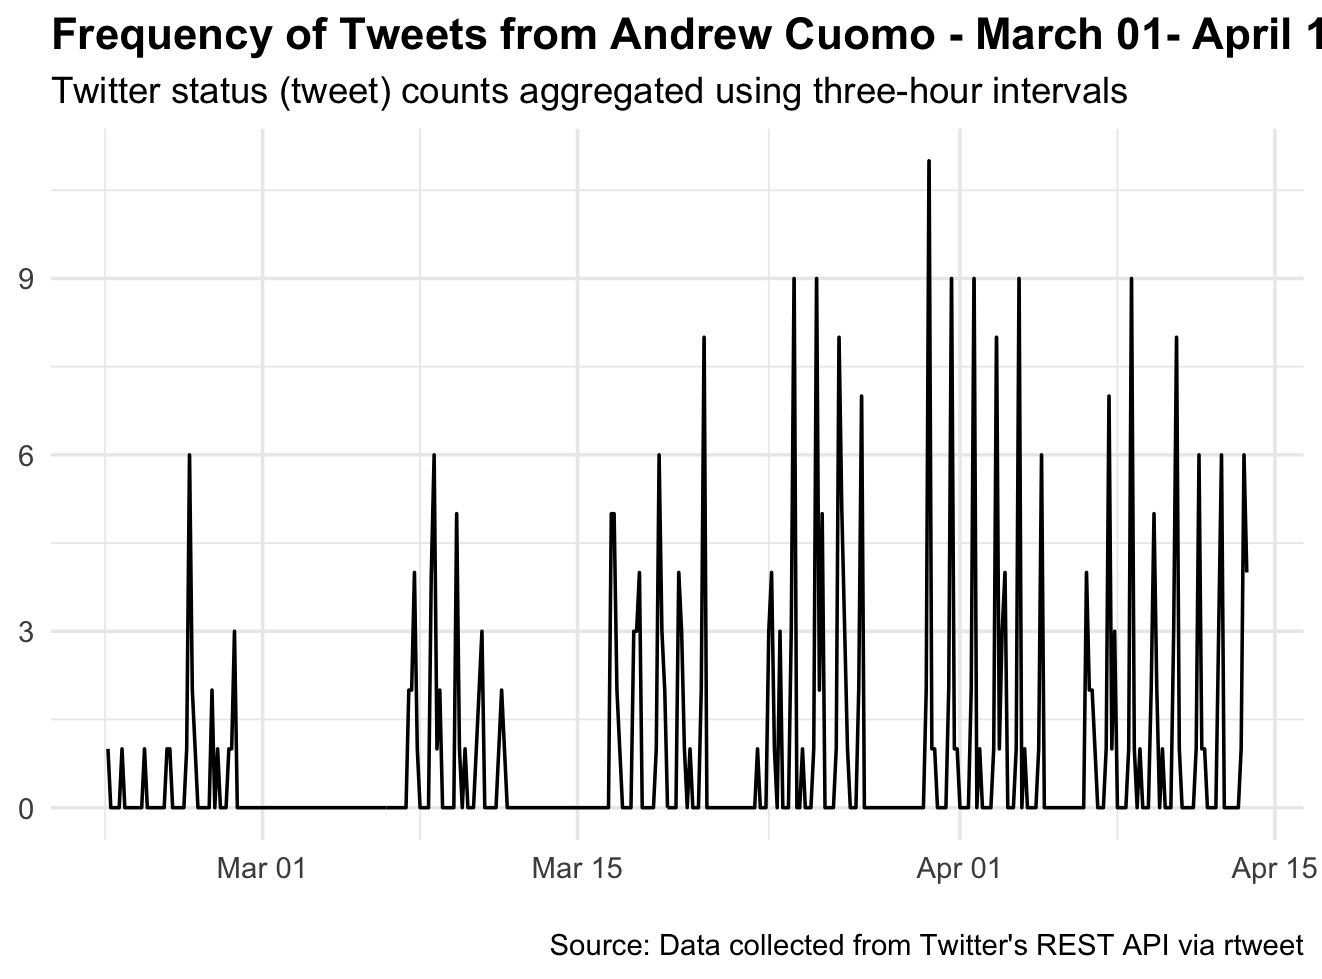 Frequency of Tweets from Andrew Cuomo - March 01- April 1
Twitter status (tweet) counts aggregated using three-hour intervals
9
6
3
0
Mar 01 Mar 15 Apr 01 Apr 15
Source: Data collected from Twitter's REST API via rtweet